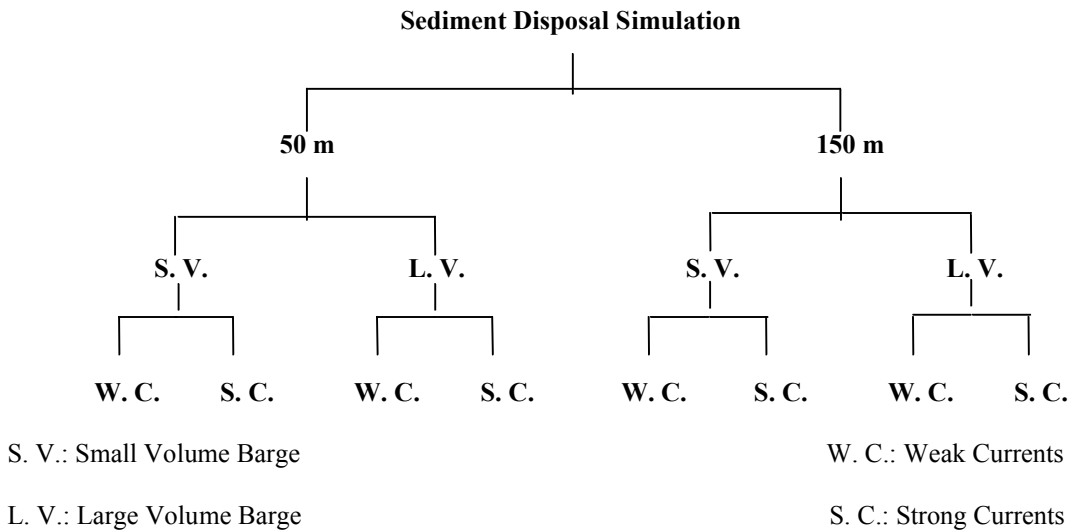 Sediment Disposal Simulation
50 m 150 m
S. V. L. V. S. V. L. V.
W. C. S. C. W. C. S. C. W. C. S. C. W. C. S. C.
S. V.: Small Volume Barge W. C.: Weak Currents
L. V.: Large Volume Barge S. C.: Strong Currents